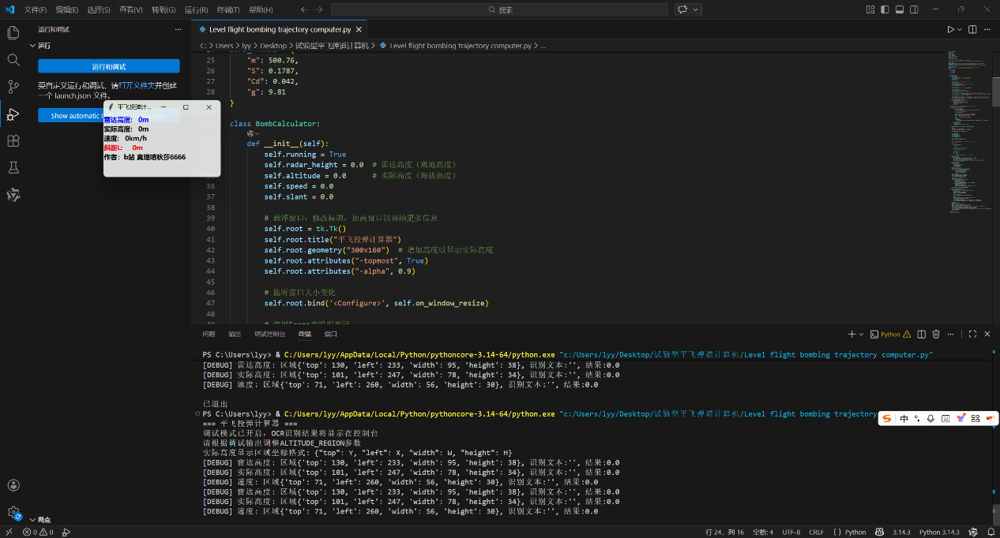 文件(F) 编辑(E) 选择(S) 查看(V) 转到(G) 运行(R) 终端(T) 帮助(H)
搜索
运行和调试
Level flight bombing trajectory computer.py
C: > Users > lyy > Desktop > 试验型平飞弹道计算机 > Level flight bombing trajectory computer.py > ...
运行
运行和调试
要自定义运行和调试，请打开文件夹并创建
一个 launch.json 文件。
Show automatic
平飞投弹计...
雷达高度: 0m
实际高度: 0m
速度: 0km/h
斜距L: 0m
作者: b站 真理唔秋莎6666
25 "m": 500.76,
26 "S": 0.1787,
27 "Cd": 0.042,
28 "g": 9.81
}
class BombCalculator:
def __init__(self):
self.running = True
self.radar_height = 0.0 # 雷达高度（离地高度）
self.altitude = 0.0 # 实际高度（海拔高度）
36 self.speed = 0.0
37 self.slant = 0.0
38
39 # 悬浮窗口：修改标题，加高窗口以容纳更多信息
40 self.root = tk.Tk()
41 self.root.title("平飞投弹计算器")
42 self.root.geometry("300x160") # 增加高度以显示实际高度
43 self.root.attributes("-topmost", True)
44 self.root.attributes("-alpha", 0.9)
45
46 # 监听窗口大小变化
47 self.root.bind('<Configure>', self.on_window_resize)
48
问题 输出 调试控制台 终端 端口
Python
PS C:\Users\lyy> & C:/Users/lyy/AppData/Local/Python/pythoncore-3.14-64/python.exe "c:/Users/lyy/Desktop/试验型平飞弹道计算机/Level flight bombing trajectory computer.py"
[DEBUG] 雷达高度: 区域{'top': 130, 'left': 233, 'width': 95, 'height': 38}, 识别文本:'', 结果:0.0
[DEBUG] 实际高度: 区域{'top': 101, 'left': 247, 'width': 78, 'height': 34}, 识别文本:'', 结果:0.0
[DEBUG] 速度: 区域{'top': 71, 'left': 260, 'width': 56, 'height': 30}, 识别文本:'', 结果:0.0
已退出
PS C:\Users\lyy> & C:/Users/lyy/AppData/Local/Python/pythoncore-3.14-64/python.exe "c:/Users/lyy/Desktop/试验型平飞弹道计算机/Level flight bombing trajectory
中
=== 平飞投弹计算器 ===
调试模式已开启，OCR识别结果将显示在控制台
请根据调试输出调整ALTITUDE_REGION参数
实际高度显示区域坐标格式: {"top": Y, "left": X, "width": W, "height": H}
[DEBUG] 雷达高度: 区域{'top': 130, 'left': 233, 'width': 95, 'height': 38}, 识别文本:'', 结果:0.0
[DEBUG] 实际高度: 区域{'top': 101, 'left': 247, 'width': 78, 'height': 34}, 识别文本:'', 结果:0.0
[DEBUG] 速度: 区域{'top': 71, 'left': 260, 'width': 56, 'height': 30}, 识别文本:'', 结果:0.0
[DEBUG] 雷达高度: 区域{'top': 130, 'left': 233, 'width': 95, 'height': 38}, 识别文本:'', 结果:0.0
[DEBUG] 实际高度: 区域{'top': 101, 'left': 247, 'width': 78, 'height': 34}, 识别文本:'', 结果:0.0
[DEBUG] 速度: 区域{'top': 71, 'left': 260, 'width': 56, 'height': 30}, 识别文本:'', 结果:0.0
断点
0 0 行 24，列 16 空格: 4 UTF-8 CRLF { } Python 3.14.3 Python 3.14.3